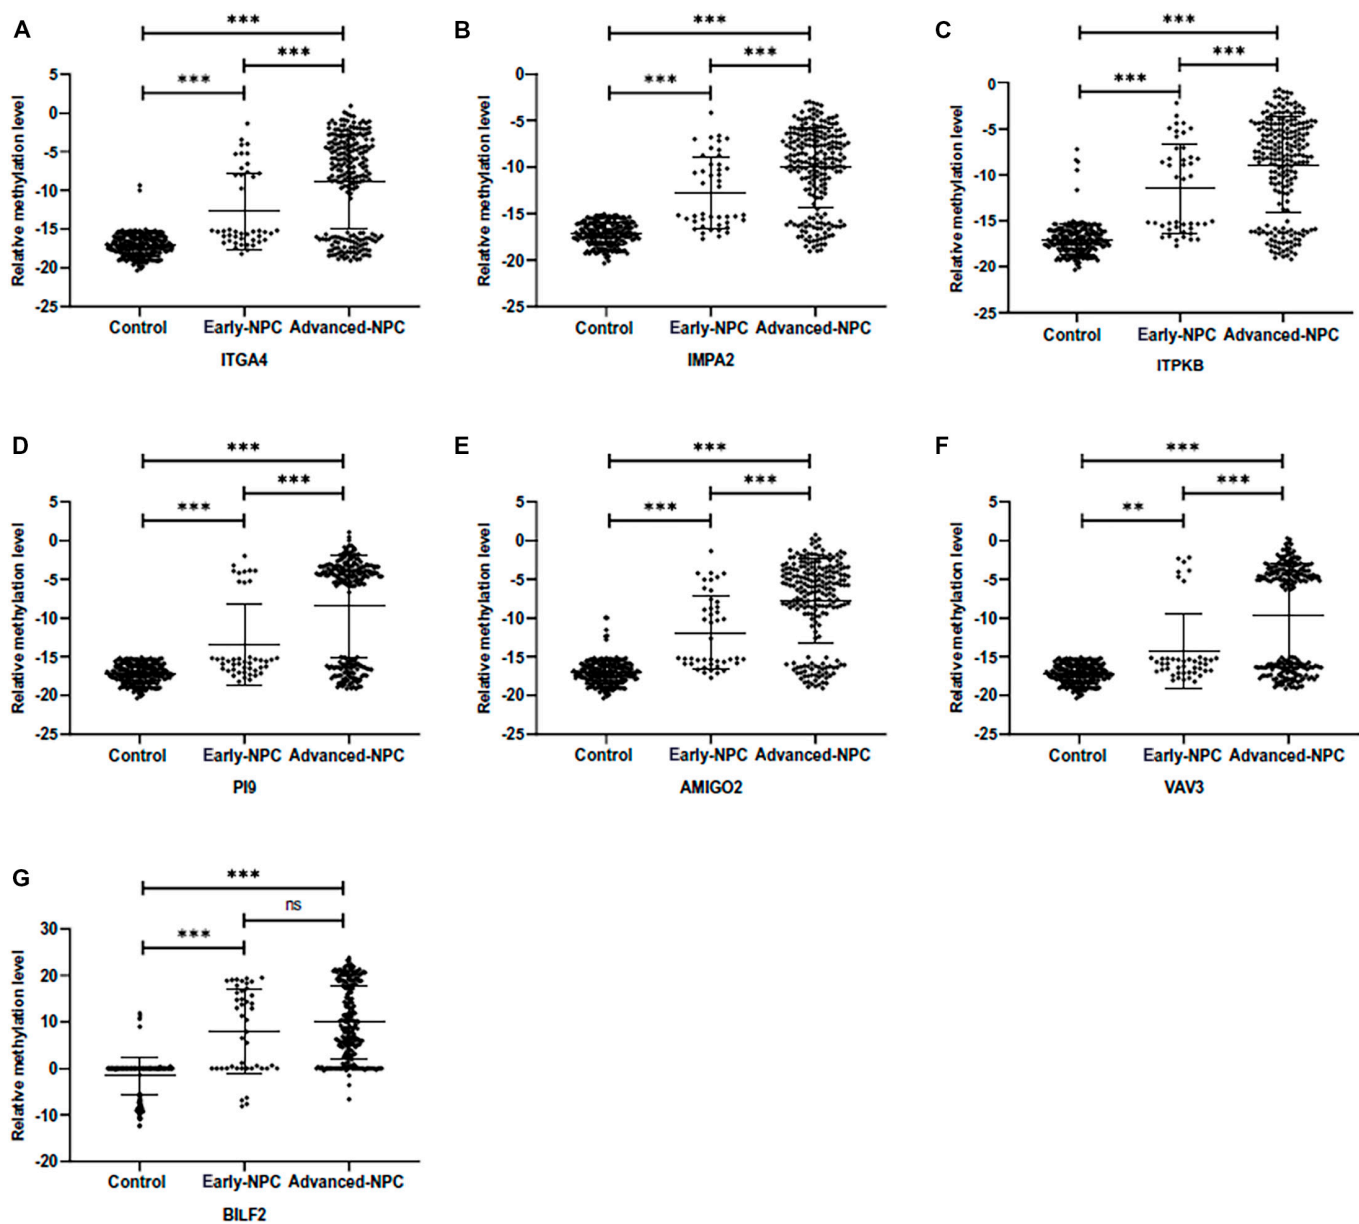 A
***
***
***
Relative methylation level
5
0
-5
-10
-15
-20
-25
Control Early-NPC Advanced-NPC
ITGA4
B
***
***
***
Relative methylation level
-0
-5
-10
-15
-20
-25
Control Early-NPC Advanced-NPC
IMPA2
C
***
***
***
Relative methylation level
0
-5
-10
-15
-20
-25
Control Early-NPC Advanced-NPC
ITPKB
D
***
***
***
Relative methylation level
5
0
-5
-10
-15
-20
-25
Control Early-NPC Advanced-NPC
PI9
E
***
***
***
Relative methylation level
5
0
-5
-10
-15
-20
-25
Control Early-NPC Advanced-NPC
AMIGO2
F
***
***
**
Relative methylation level
5
0
-5
-10
-15
-20
-25
Control Early-NPC Advanced-NPC
VAV3
G
***
ns
***
Relative methylation level
30
20
10
0
-10
-20
Control Early-NPC Advanced-NPC
BILF2